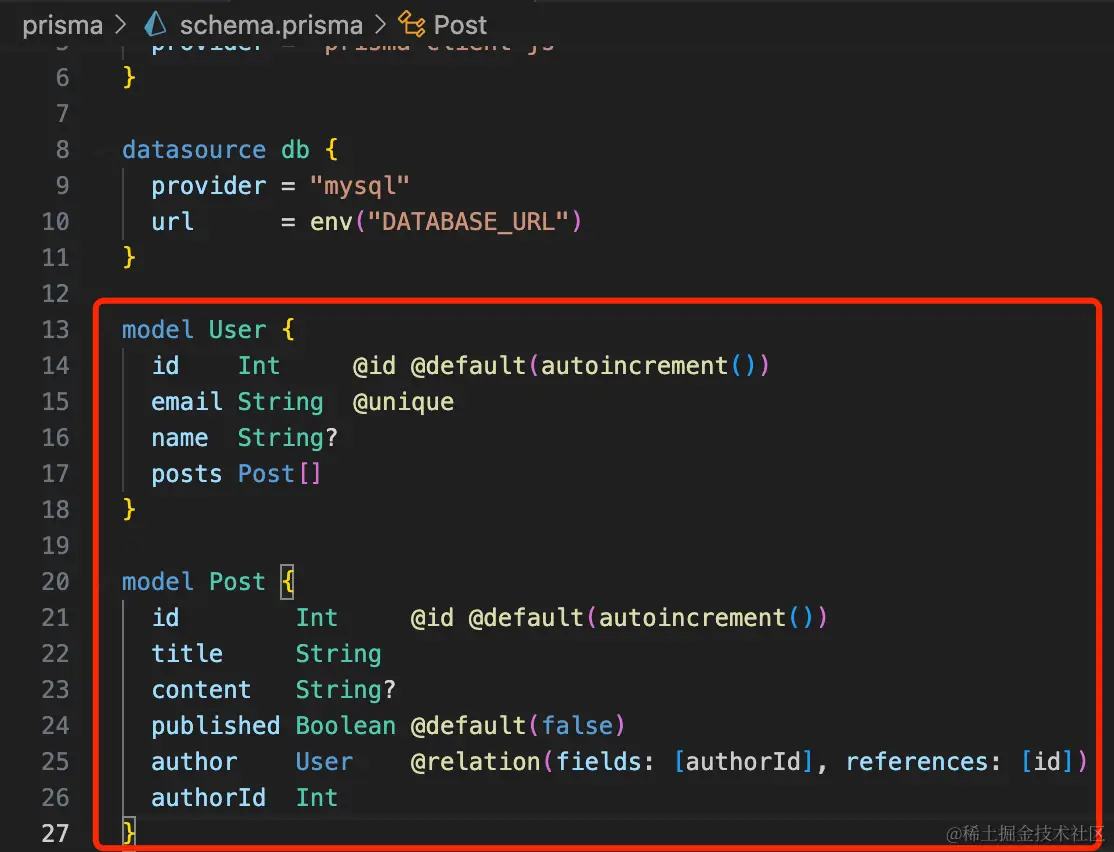 prisma > schema.prisma > Post
5 provider = "prisma-client-js"
6 }
7
8 datasource db {
9 provider = "mysql"
10 url      = env("DATABASE_URL")
11 }
12
13 model User {
14 id    Int     @id @default(autoincrement())
15 email String  @unique
16 name  String?
17 posts Post[]
18 }
19
20 model Post {
21 id        Int     @id @default(autoincrement())
22 title     String
23 content   String?
24 published Boolean @default(false)
25 author    User    @relation(fields: [authorId], references: [id])
26 authorId  Int
27 }
@稀土掘金技术社区